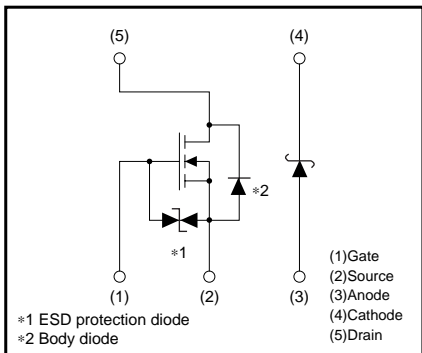 (5) (4)
∗2
∗1
(1) (2) (3)
(1)Gate
(2)Source
(3)Anode
(4)Cathode
(5)Drain
∗1 ESD protection diode
∗2 Body diode